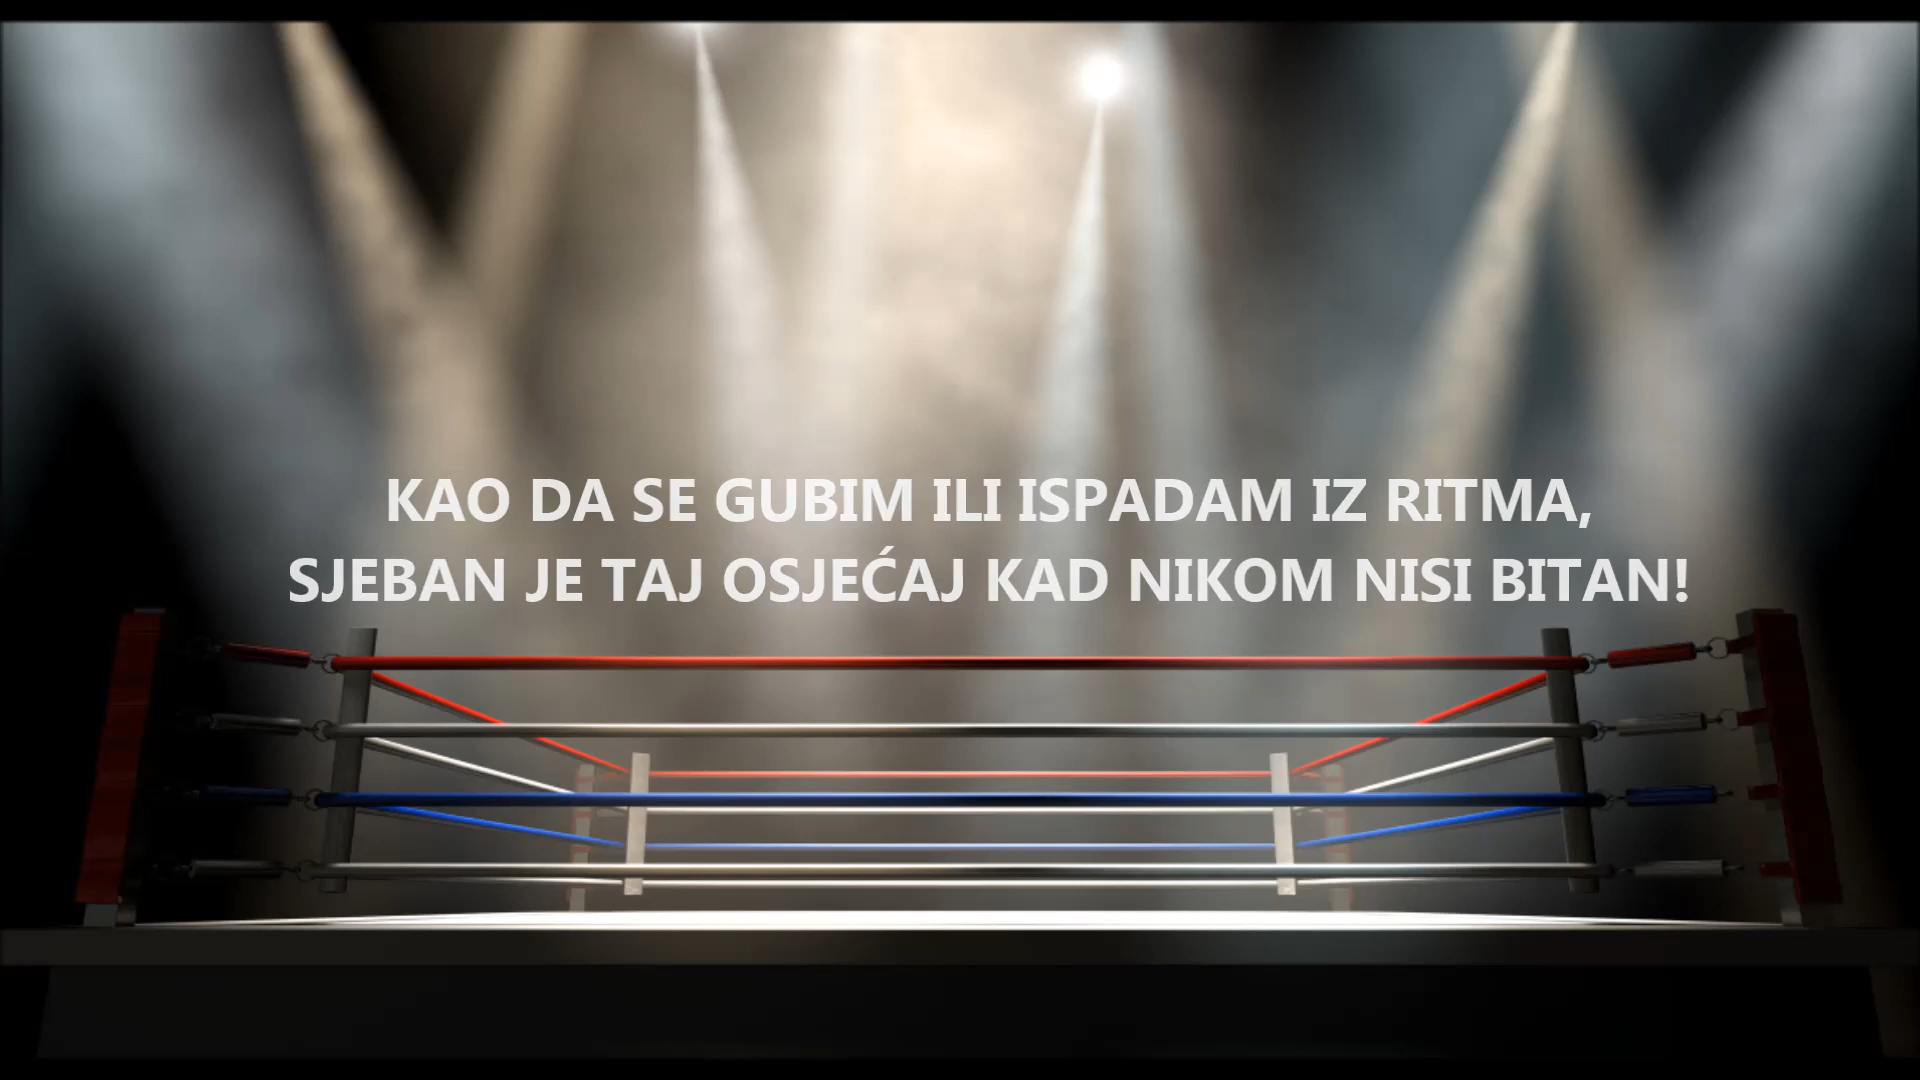 KAO DA SE GUBIM ILI ISPADAM IZ RITMA,
SJEBAN JE TAJ OSJEĆAJ KAD NIKOM NISI BITAN!